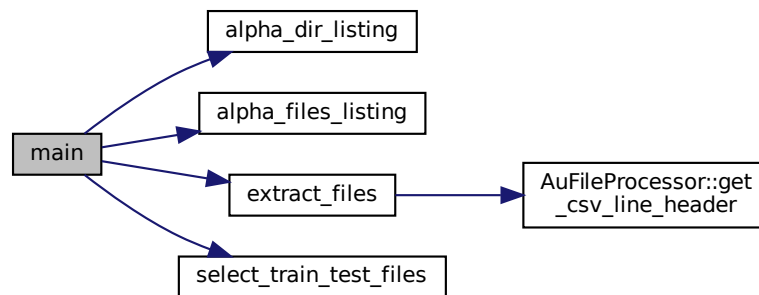 alpha_dir_listing
alpha_files_listing
main
extract_files
AuFileProcessor::get
_csv_line_header
select_train_test_files